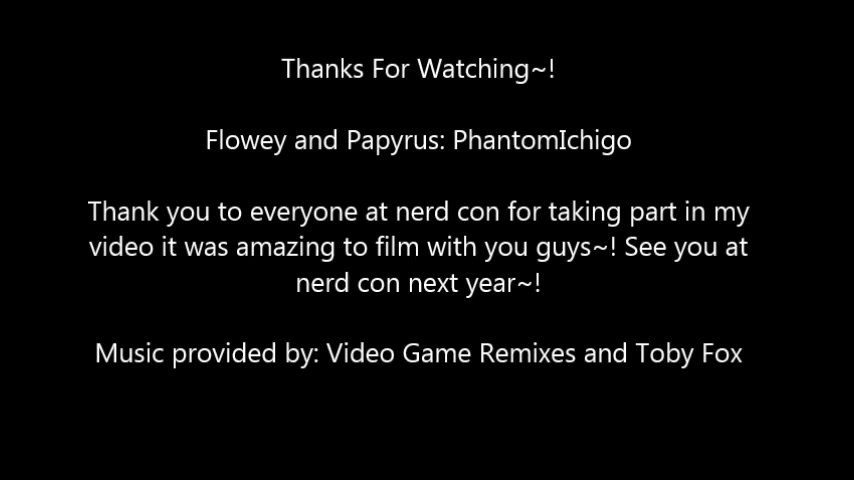 Thanks For Watching~!
Flowey and Papyrus: PhantomIchigo
Thank you to everyone at nerd con for taking part in my
video it was amazing to film with you guys~! See you at
nerd con next year~!
Music provided by: Video Game Remixes and Toby Fox